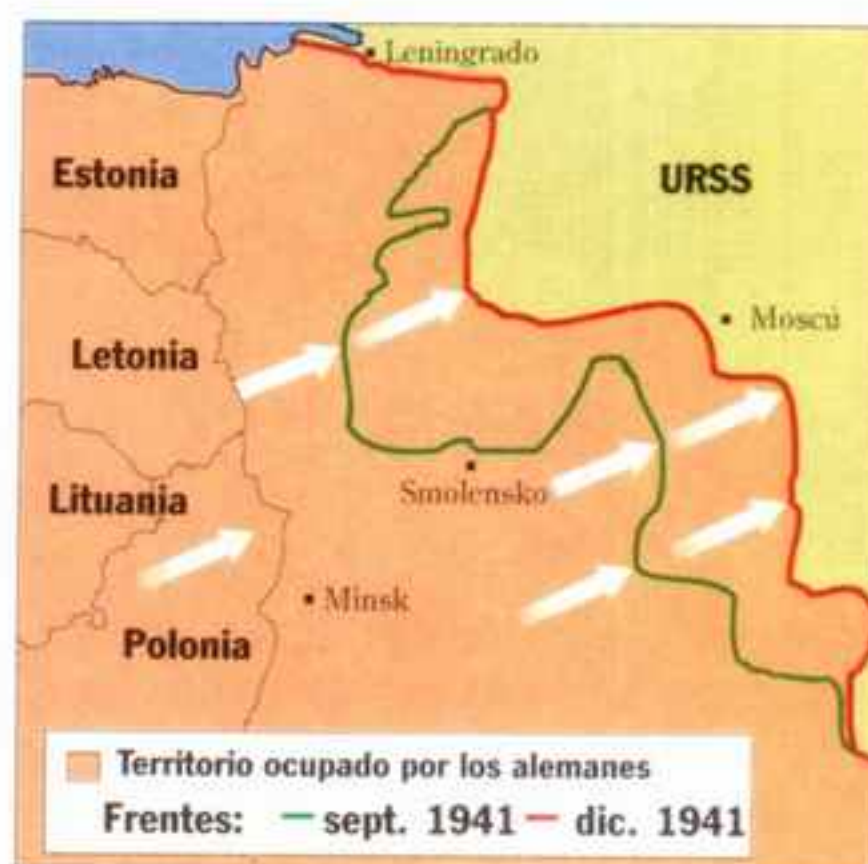 Leningrado
Estonia
URSS
Letonia
Moscú
Smolensko
Lituania
Minsk
Polonia
Territorio ocupado por los alemanes
Frentes: sept. 1941 dic. 1941